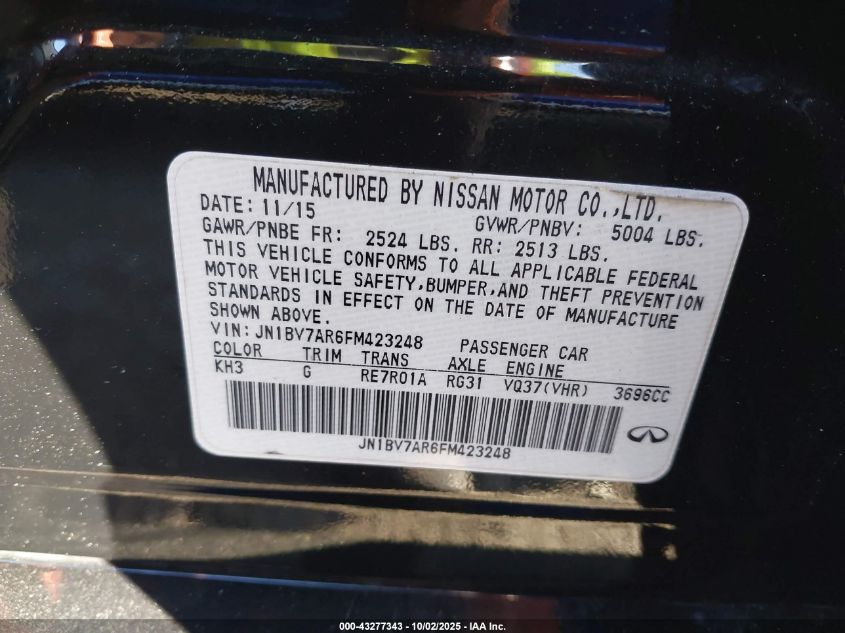 MANUFACTURED BY NISSAN MOTOR CO.,LTD.
DATE: 11/15 GVWR/PNBV: 5004 LBS.
GAWR/PNBE FR: 2524 LBS. RR: 2513 LBS.
THIS VEHICLE CONFORMS TO ALL APPLICABLE FEDERAL
MOTOR VEHICLE SAFETY,BUMPER,AND THEFT PREVENTION
STANDARDS IN EFFECT ON THE DATE OF MANUFACTURE
SHOWN ABOVE.
VIN: JN1BV7AR6FM423248 PASSENGER CAR
COLOR TRIM TRANS AXLE ENGINE
KH3 G RE7R01A RG31 VQ37(VHR) 3696CC
JN1BV7AR6FM423248
000-43277343 - 10/02/2025 - IAA Inc.